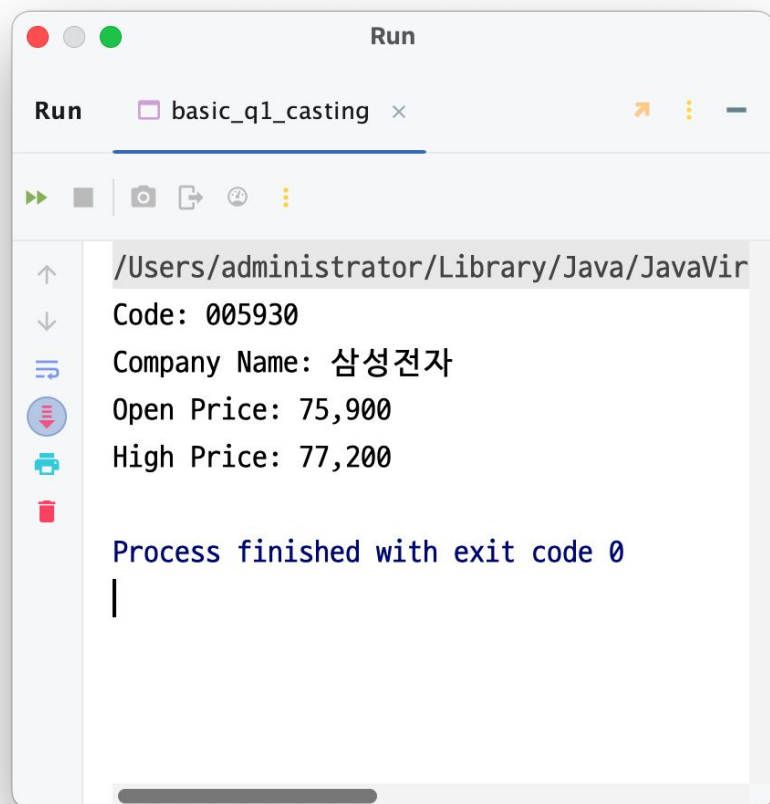 Run
Run basic_q1_casting
/Users/administrator/Library/Java/JavaVir
Code: 005930
Company Name: 삼성전자
Open Price: 75,900
High Price: 77,200
Process finished with exit code 0